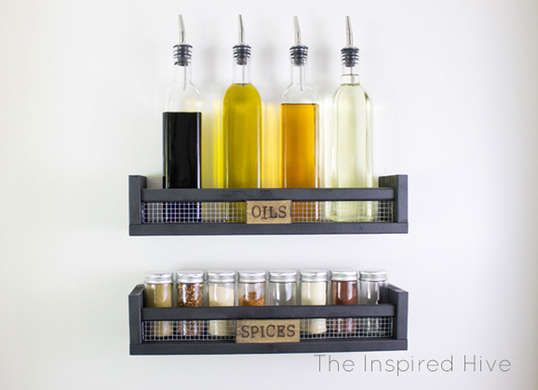 OILS
SPICES
The Inspired Hive